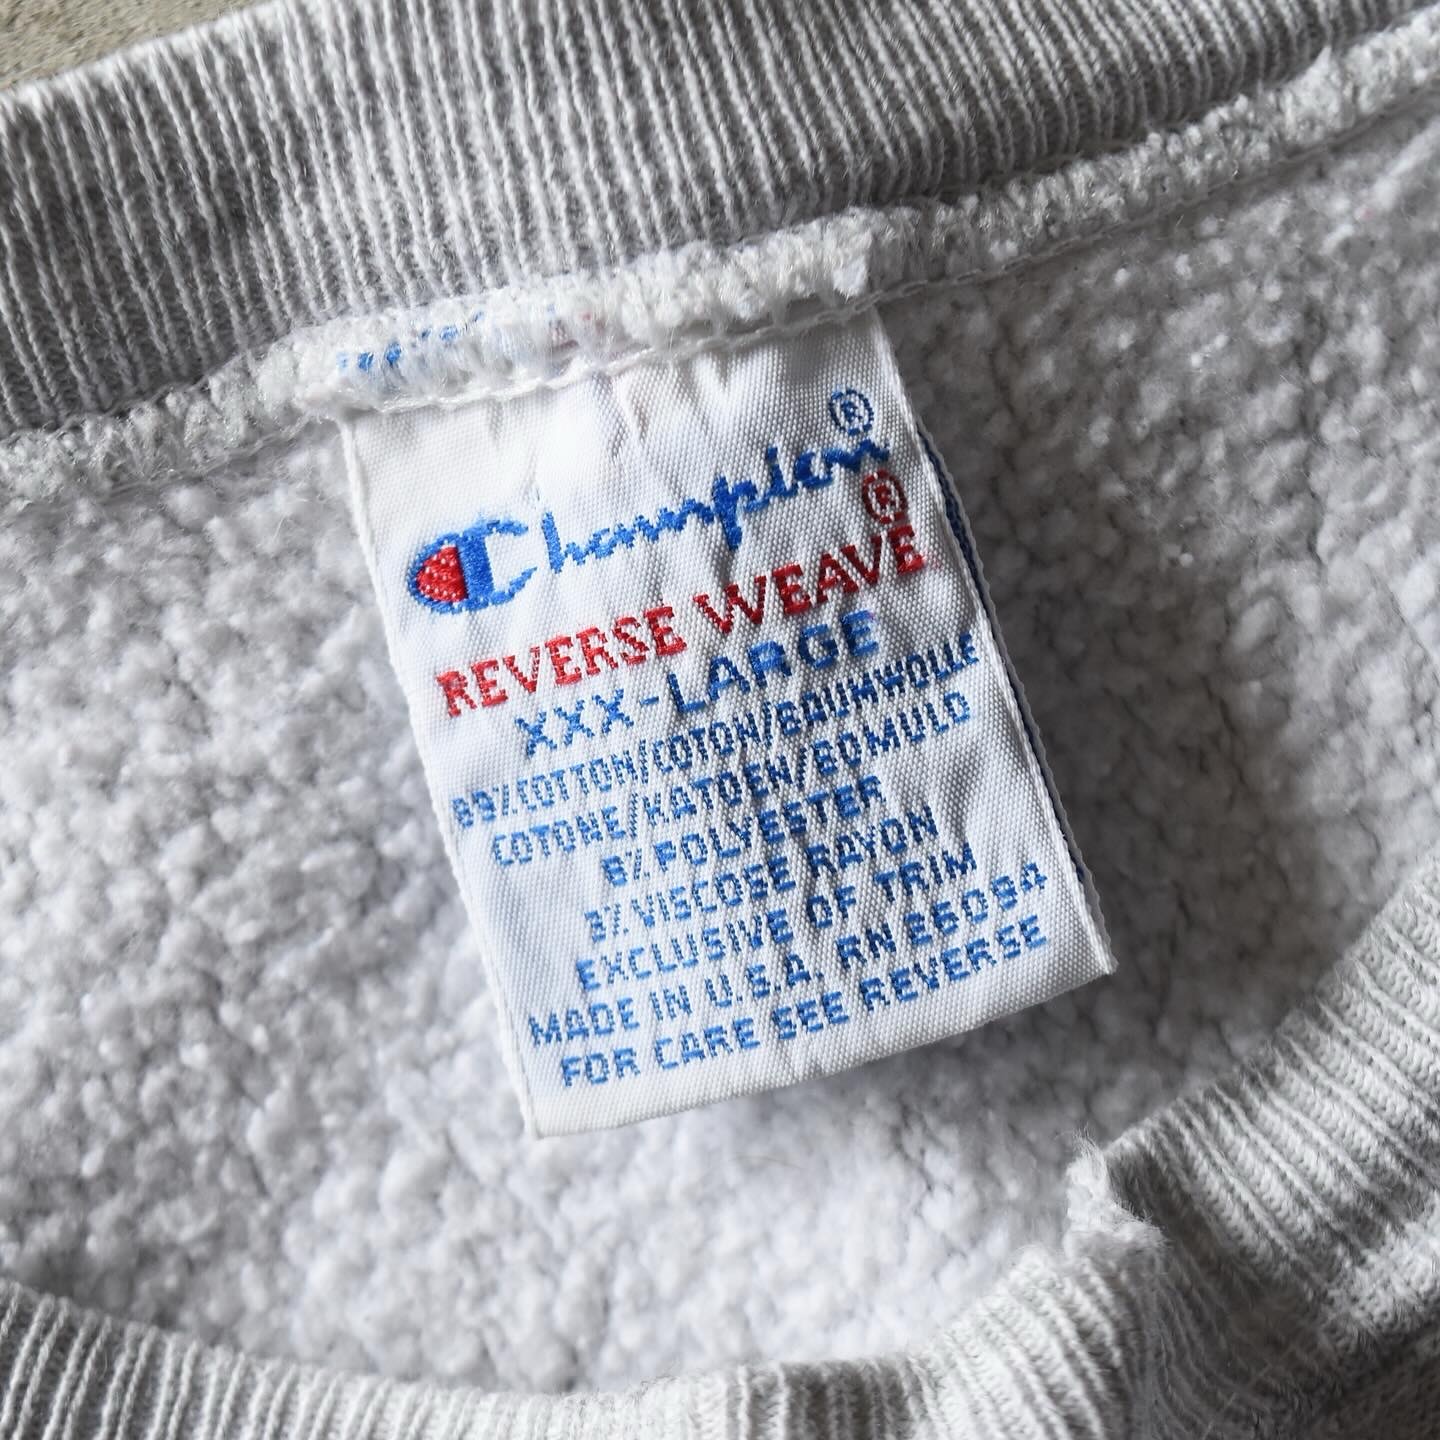 Champion®
REVERSE WEAVE®
XXX-LARGE
89% COTTON/COTON/BAUMWOLLE
COTONE/KATOEN/BOMULD
8% POLYESTER
3% VISCOSE RAYON
EXCLUSIVE OF TRIM
MADE IN U.S.A. RN 26094
FOR CARE SEE REVERSE